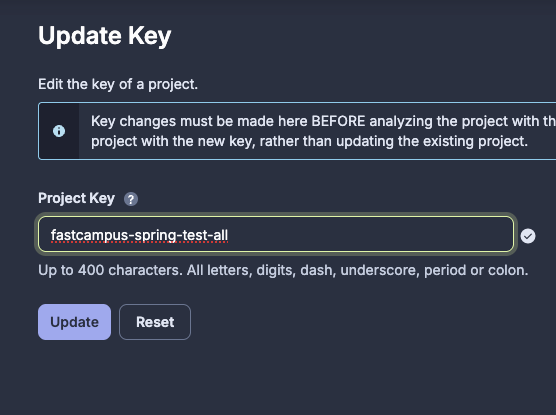 Update Key
Edit the key of a project.
Key changes must be made here BEFORE analyzing the project with th
project with the new key, rather than updating the existing project.
Project Key
fastcampus-spring-test-all
Up to 400 characters. All letters, digits, dash, underscore, period or colon.
Update Reset